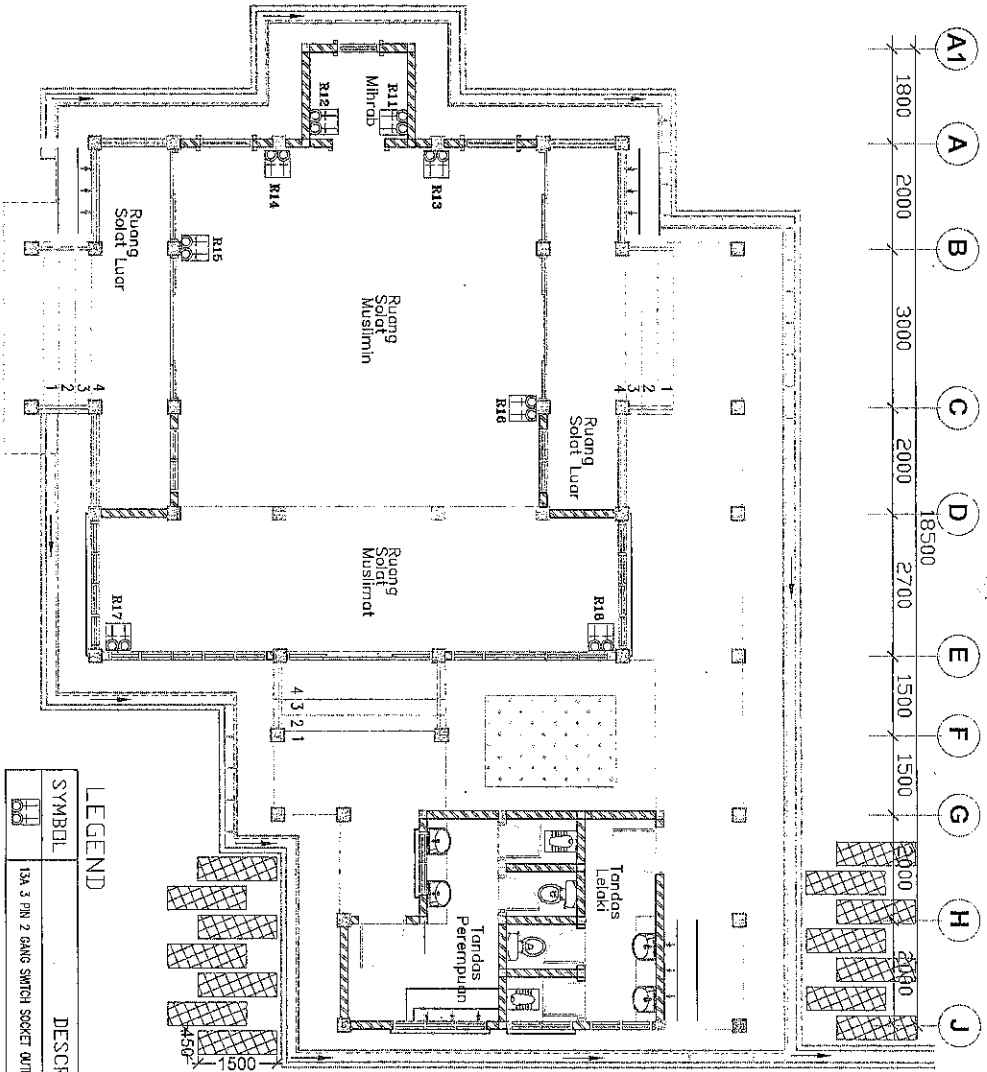 A1
A
B
C
D
E
F
G
H
J
1800
2000
3000
2000
2700
1500
1500
2000
2000
18500
R12
R11
Mihrab
R14
R13
R15
Ruang
Solat Luar
Ruang
Solat
Muslimin
1 2 3 4
4 3 2 1
R16
Ruang
Solat Luar
Ruang
Solat
Muslimat
R17
R18
4 3 2 1
Tandas
Lelaki
Tandas
Perempuan
450
1500
LEGEND
SYMBOL
DESCR
13A 3 PIN 2 GANG SWITCH SOCKET OUT